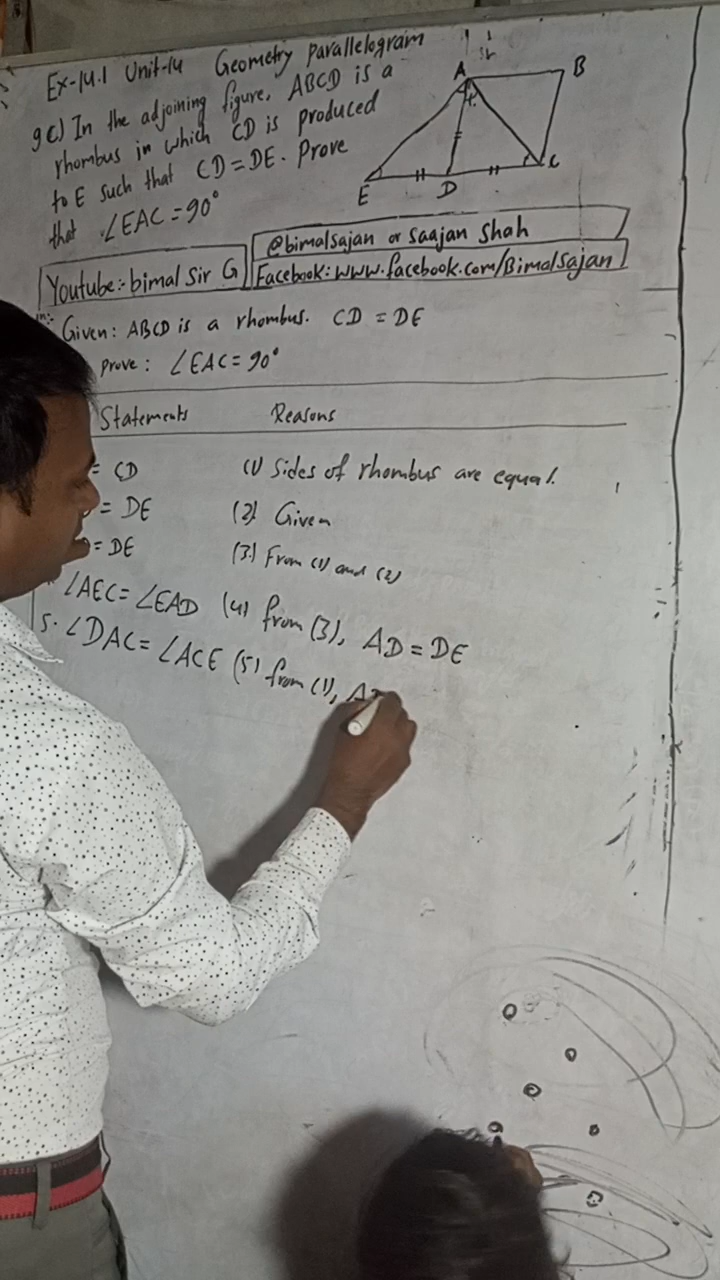 Ex-14.1 Unit-14 Geometry parallelogram
9 c) In the adjoining figure, ABCD is a
rhombus in which CD is produced
to E such that CD = DE. Prove
that ∠EAC = 90°
A
B
E
D
C
Youtube:- bimal Sir G
@bimalsajan or Saajan Shah
Facebook: www.facebook.com/BimalSajan
Given: ABCD is a rhombus. CD = DE
prove: ∠EAC = 90°
Statements Reasons
= CD (1) Sides of rhombus are equal.
= DE (2) Given
= DE (3) From (1) and (2)
∠AEC = ∠EAD (4) from (3), AD = DE
5. ∠DAC = ∠ACE (5) from (1),